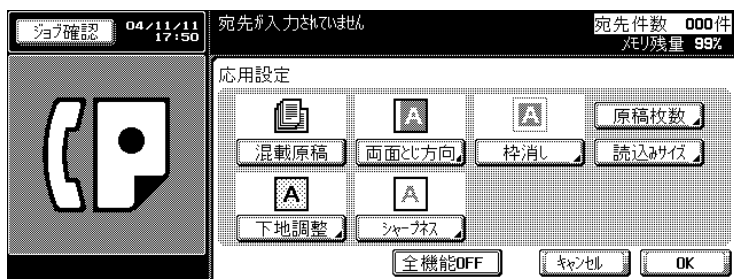 ジョブ確認
04/11/11
17:50
宛先が入力されていません
宛先件数 000件
メモリ残量 99%
応用設定
混載原稿
両面とじ方向
枠消し
原稿枚数
読込みサイズ
下地調整
シャープネス
全機能OFF
キャンセル
OK